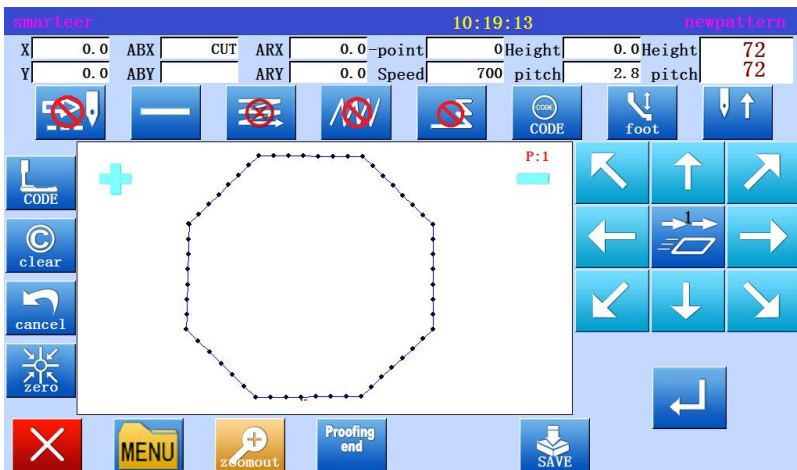 smarteer 10:19:13 newpattern
X 0.0 ABX CUT ARX 0.0 -point 0 Height 0.0 Height 72
Y 0.0 ABY ARY 0.0 Speed 700 pitch 2.8 pitch 72
CODE CODE foot
CODE
P:1
1
clear
cancel
zero
MENU zoomout Proofing end SAVE